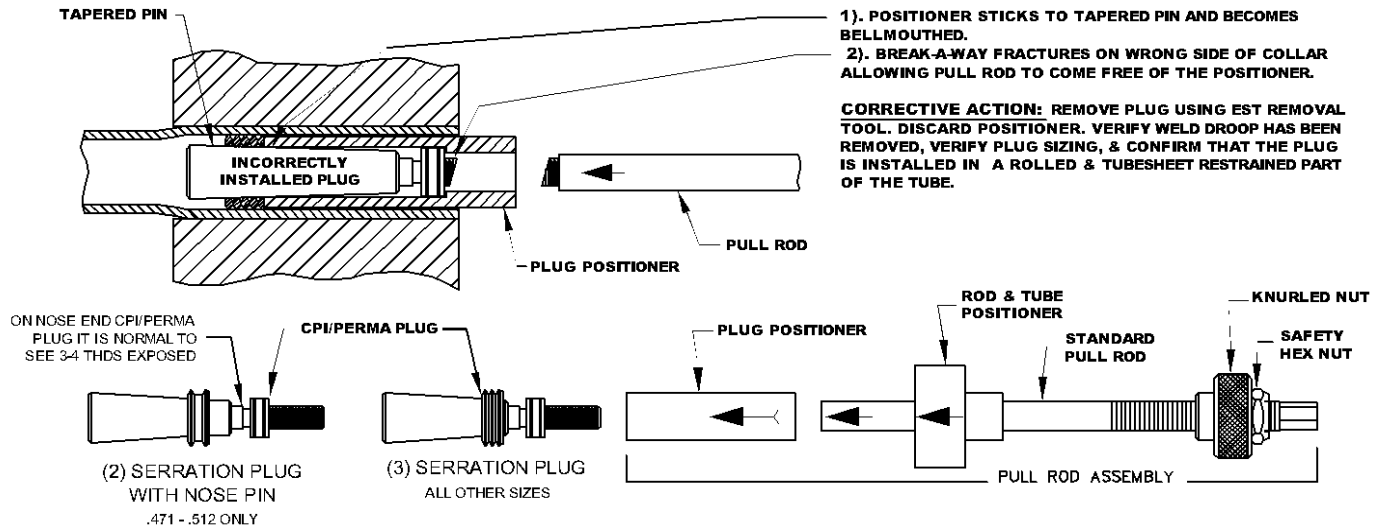 TAPERED PIN
1). POSITIONER STICKS TO TAPERED PIN AND BECOMES
BELLMOUTHED.
2). BREAK-A-WAY FRACTURES ON WRONG SIDE OF COLLAR
ALLOWING PULL ROD TO COME FREE OF THE POSITIONER.
CORRECTIVE ACTION: REMOVE PLUG USING EST REMOVAL
TOOL. DISCARD POSITIONER. VERIFY WELD DROOP HAS BEEN
REMOVED, VERIFY PLUG SIZING, & CONFIRM THAT THE PLUG
IS INSTALLED IN A ROLLED & TUBESHEET RESTRAINED PART
OF THE TUBE.
INCORRECTLY
INSTALLED PLUG
PULL ROD
PLUG POSITIONER
ON NOSE END CPI/PERMA
PLUG IT IS NORMAL TO
SEE 3-4 THDS EXPOSED
CPI/PERMA PLUG
PLUG POSITIONER
ROD & TUBE
POSITIONER
STANDARD
PULL ROD
KNURLED NUT
SAFETY
HEX NUT
(2) SERRATION PLUG
WITH NOSE PIN
.471 - .512 ONLY
(3) SERRATION PLUG
ALL OTHER SIZES
PULL ROD ASSEMBLY